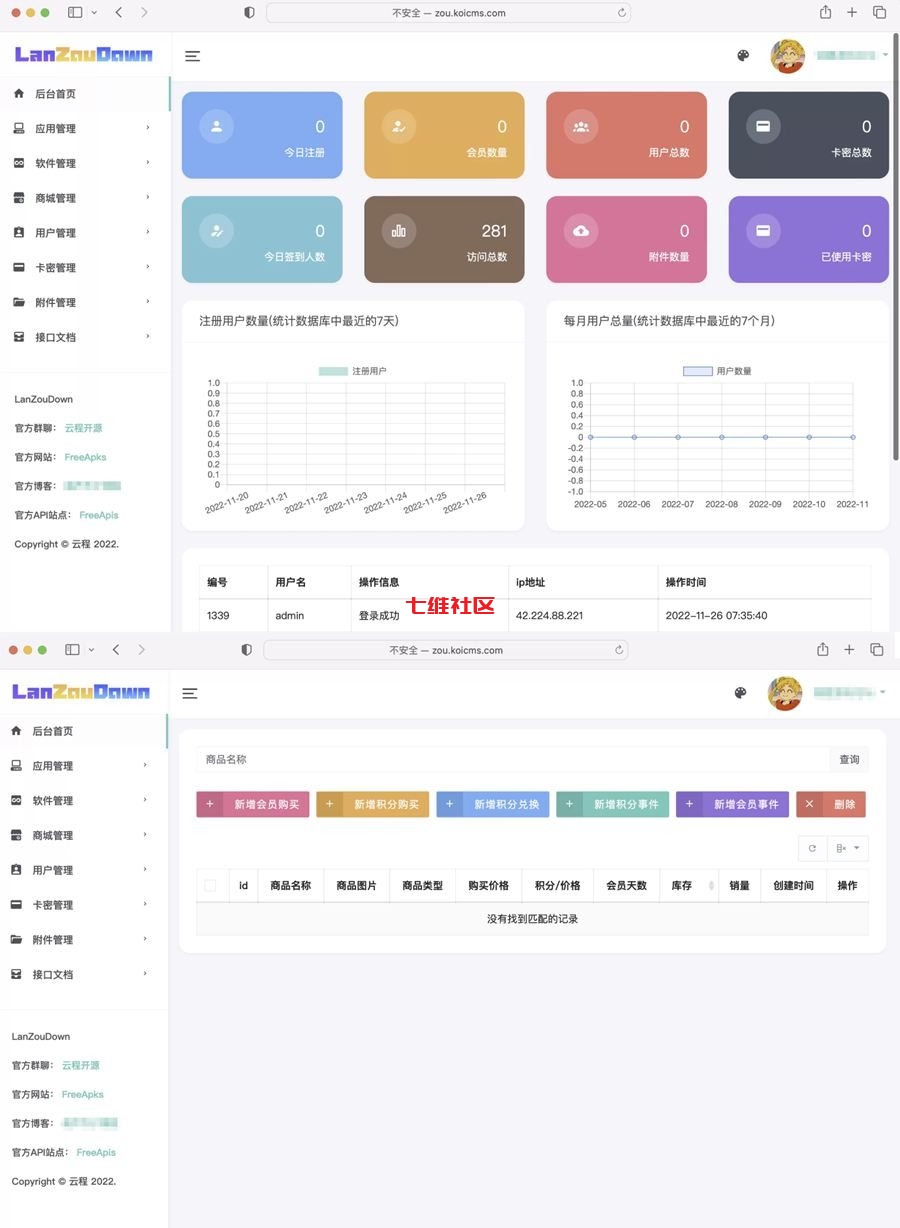 不安全 — zou.koicms.com
LanZouDown
后台首页
应用管理
软件管理
商城管理
用户管理
卡密管理
附件管理
接口文档
LanZouDown
官方群聊: 云程开源
官方网站: FreeApks
官方博客:
官方API站点: FreeApis
Copyright © 云程 2022.
0
今日注册
0
会员数量
0
用户总数
0
卡密总数
0
今日签到人数
281
访问总数
0
附件数量
0
已使用卡密
注册用户数量(统计数据库中最近的7天)
注册用户
1.0
0.9
0.8
0.7
0.6
0.5
0.4
0.3
0.2
0.1
0
2022-11-20 2022-11-21 2022-11-22 2022-11-23 2022-11-24 2022-11-25 2022-11-26
每月用户总量(统计数据库中最近的7个月)
用户数量
1.0
0.8
0.6
0.4
0.2
0
-0.2
-0.4
-0.6
-0.8
-1.0
2022-05 2022-06 2022-07 2022-08 2022-09 2022-10 2022-11
编号 用户名 操作信息 ip地址 操作时间
1339 admin 登录成功 42.224.88.221 2022-11-26 07:35:40
七维社区
不安全 — zou.koicms.com
LanZouDown
后台首页
应用管理
软件管理
商城管理
用户管理
卡密管理
附件管理
接口文档
LanZouDown
官方群聊: 云程开源
官方网站: FreeApks
官方博客:
官方API站点: FreeApis
Copyright © 云程 2022.
商品名称 查询
+ 新增会员购买 + 新增积分购买 + 新增积分兑换 + 新增积分事件 + 新增会员事件 × 删除
id 商品名称 商品图片 商品类型 购买价格 积分/价格 会员天数 库存 销量 创建时间 操作
没有找到匹配的记录